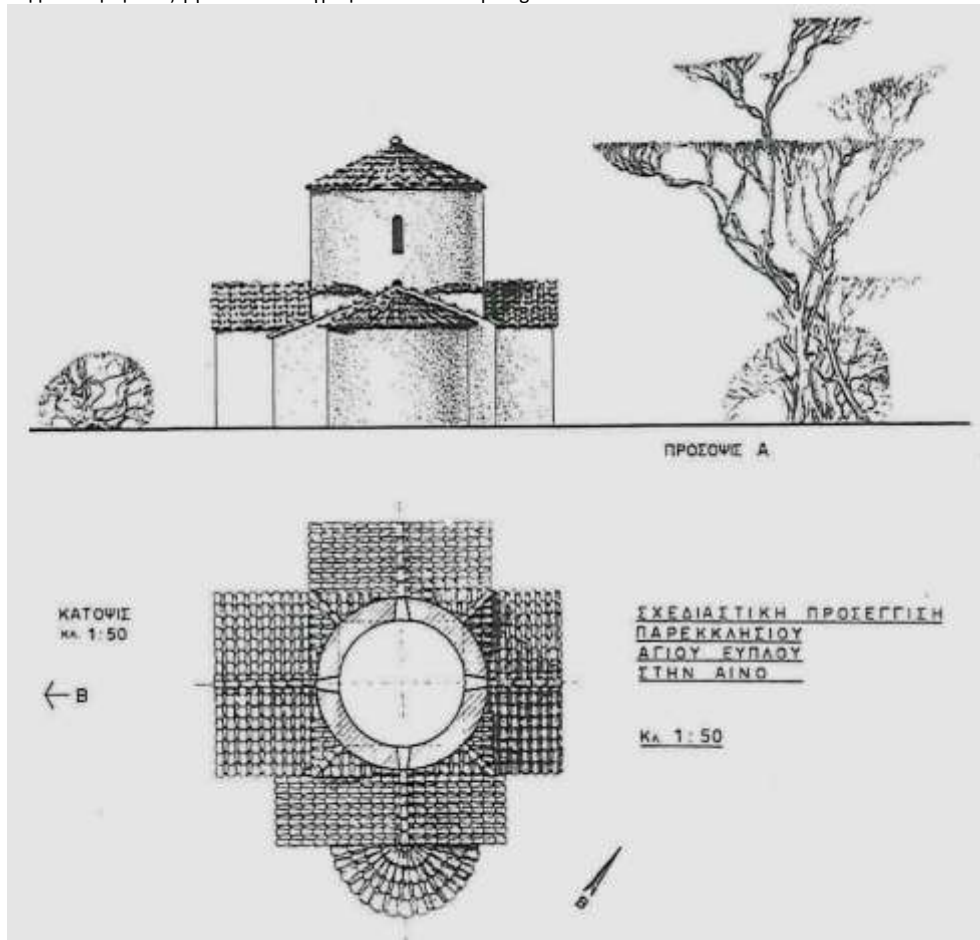 ΠΡΟΣΟΨΙΣ Α
ΚΑΤΟΨΙΣ
κλ. 1:50
Β
ΣΧΕΔΙΑΣΤΙΚΗ ΠΡΟΣΕΓΓΙΣΗ
ΠΑΡΕΚΚΛΗΣΙΟΥ
ΑΓΙΟΥ ΕΥΠΛΟΥ
ΣΤΗΝ ΑΙΝΟ
Κλ 1:50
Β